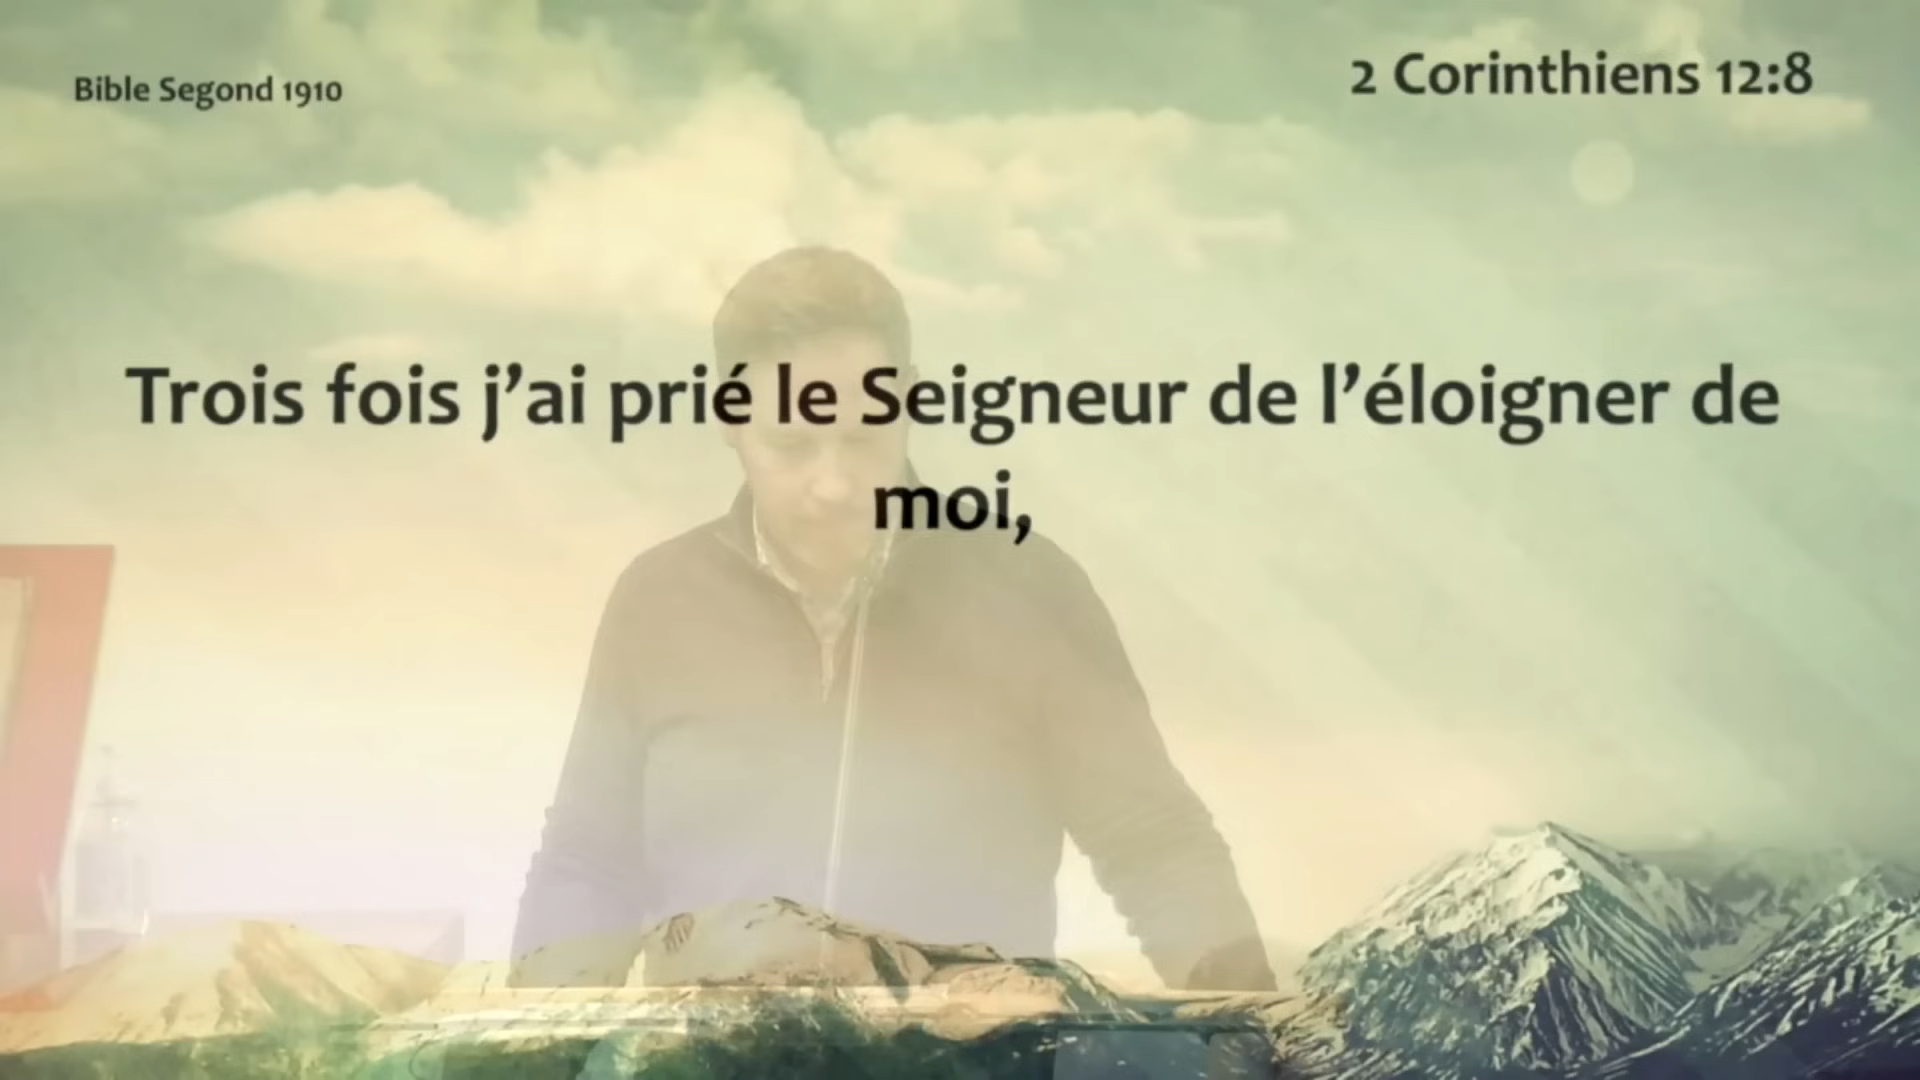 Bible Segond 1910
2 Corinthiens 12:8
Trois fois j’ai prié le Seigneur de l’éloigner de
moi,